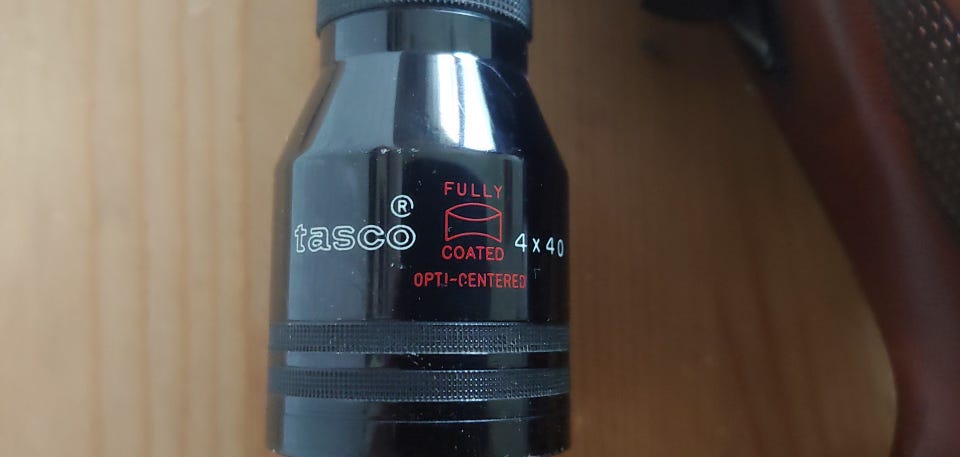 tasco®
FULLY
COATED
OPTI-CENTERED
4x40